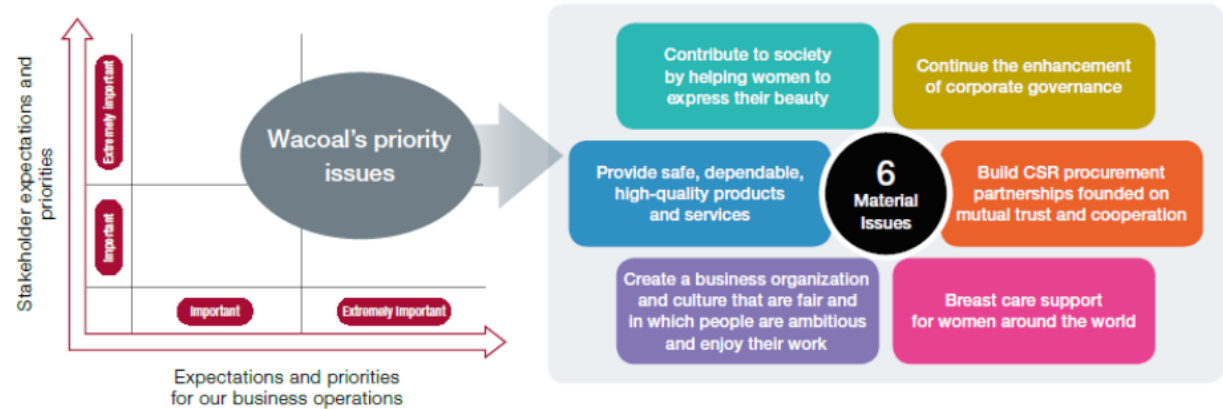 Stakeholder expectations and
priorities
Extremely important
Important
Important
Extremely Important
Expectations and priorities
for our business operations
Wacoal's priority
issues
Contribute to society
by helping women to
express their beauty
Continue the enhancement
of corporate governance
Provide safe, dependable,
high-quality products
and services
6
Material
Issues
Build CSR procurement
partnerships founded on
mutual trust and cooperation
Create a business organization
and culture that are fair and
in which people are ambitious
and enjoy their work
Breast care support
for women around the world